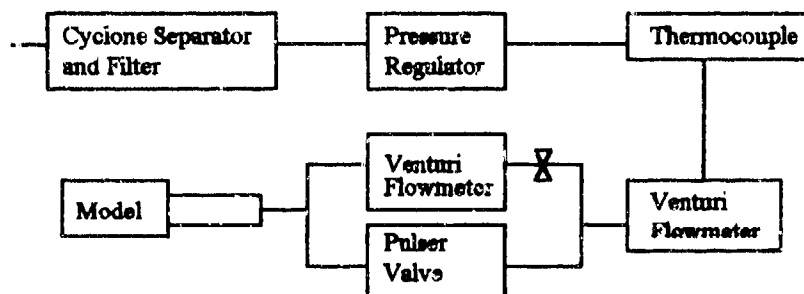 Cyclone Separator
and Filter
Pressure
Regulator
Thermocouple
Venturi
Flowmeter
Model
Venturi
Flowmeter
Pulser
Valve